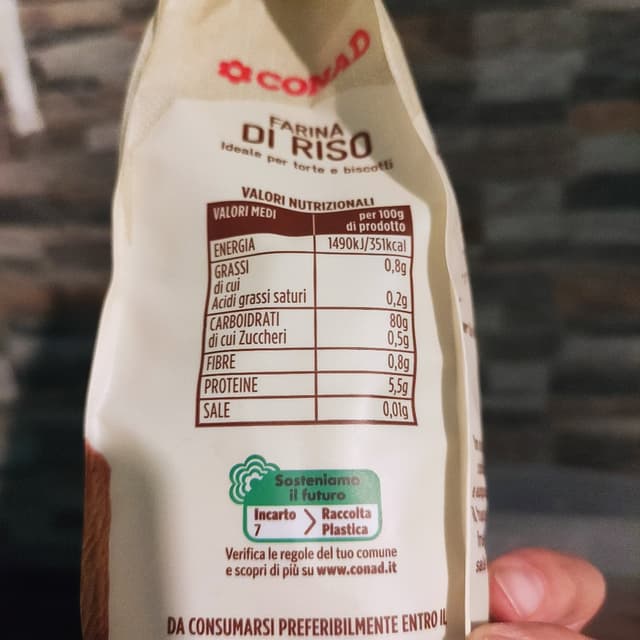 CONAD
FARINA
DI RISO
Ideale per torte e biscotti
VALORI NUTRIZIONALI
VALORI MEDI per 100g
di prodotto
ENERGIA 1490kJ/351kcal
GRASSI 0,8g
di cui
Acidi grassi saturi 0,2g
CARBOIDRATI 80g
di cui Zuccheri 0,5g
FIBRE 0,8g
PROTEINE 5,5g
SALE 0,01g
Sosteniamo
il futuro
Incarto Raccolta
7 Plastica
Verifica le regole del tuo comune
e scopri di più su www.conad.it
DA CONSUMARSI PREFERIBILMENTE ENTRO IL